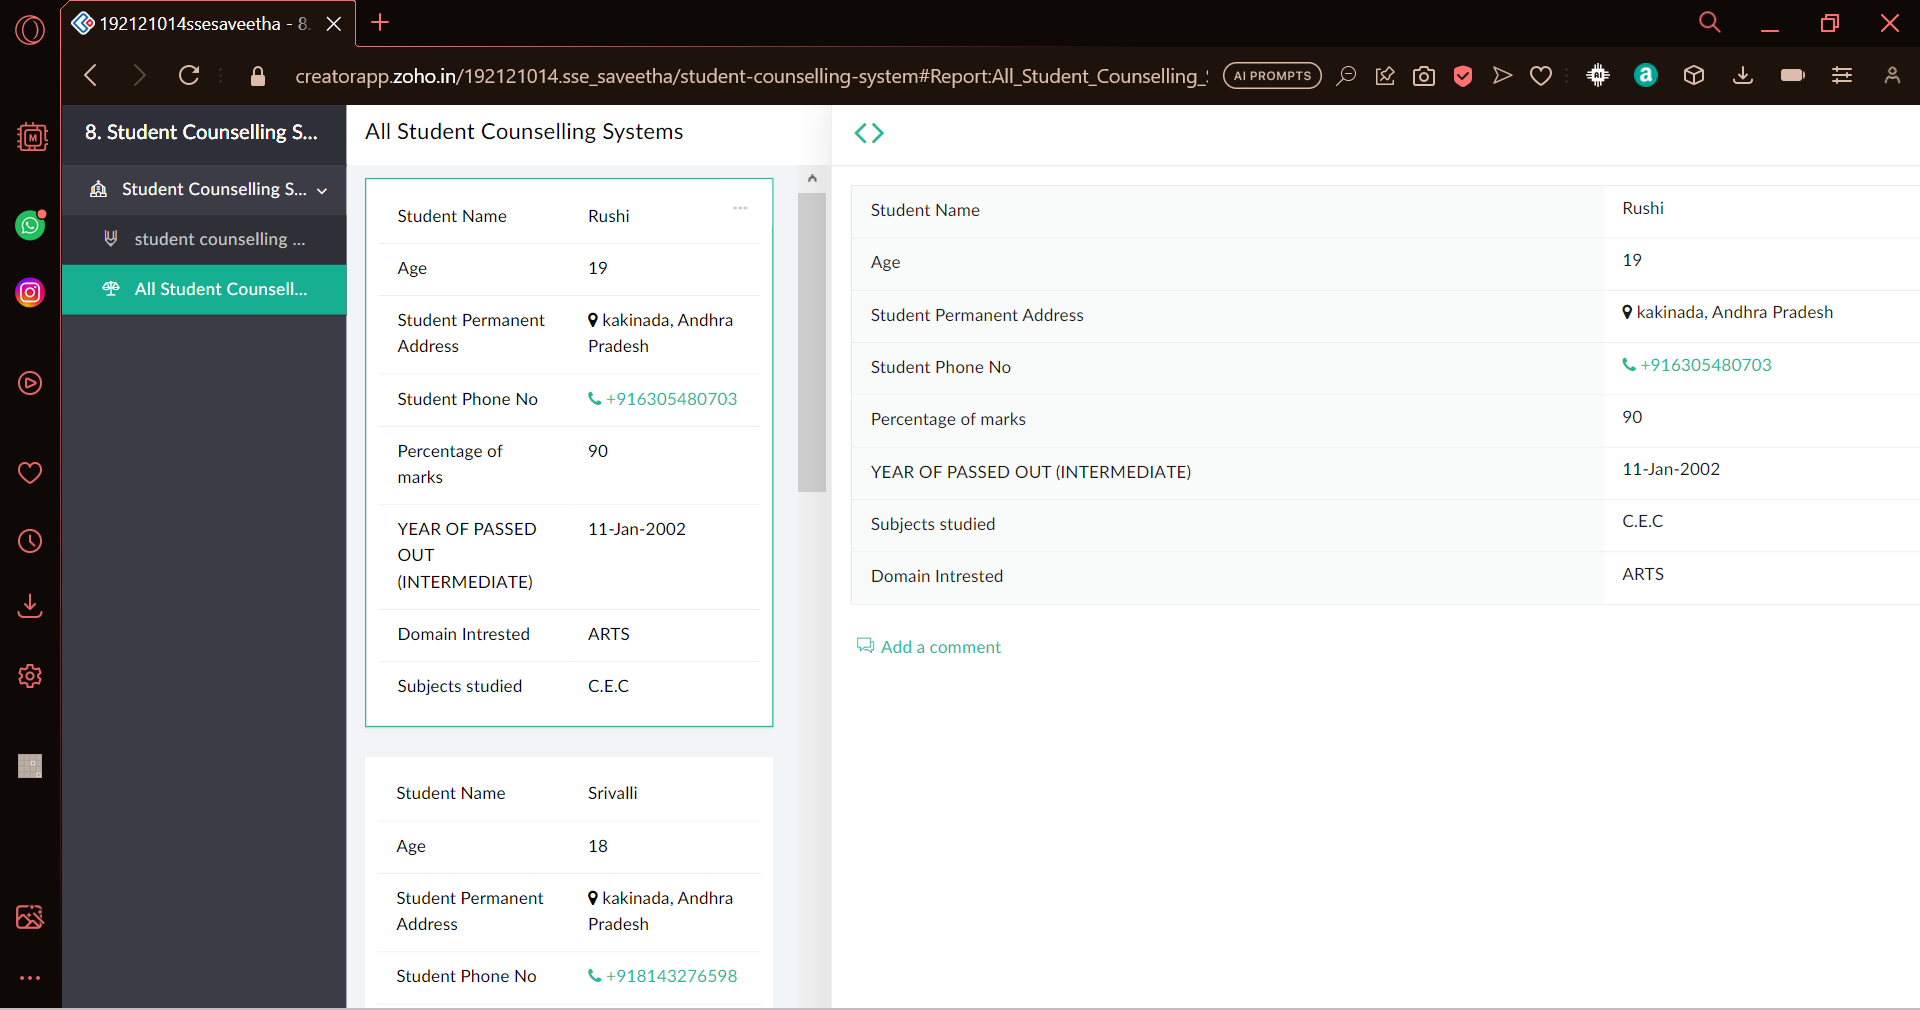 192121014ssesaveetha - 8.
creatorapp.zoho.in/192121014.sse_saveetha/student-counselling-system#Report:All_Student_Counselling_
AI PROMPTS
8. Student Counselling S...
Student Counselling S...
student counselling ...
All Student Counsell...
All Student Counselling Systems
Student Name Rushi
Age 19
Student Permanent kakinada, Andhra
Address Pradesh
Student Phone No +916305480703
Percentage of 90
marks
YEAR OF PASSED 11-Jan-2002
OUT
(INTERMEDIATE)
Domain Intrested ARTS
Subjects studied C.E.C
Student Name Srivalli
Age 18
Student Permanent kakinada, Andhra
Address Pradesh
Student Phone No +918143276598
Student Name Rushi
Age 19
Student Permanent Address kakinada, Andhra Pradesh
Student Phone No +916305480703
Percentage of marks 90
YEAR OF PASSED OUT (INTERMEDIATE) 11-Jan-2002
Subjects studied C.E.C
Domain Intrested ARTS
Add a comment